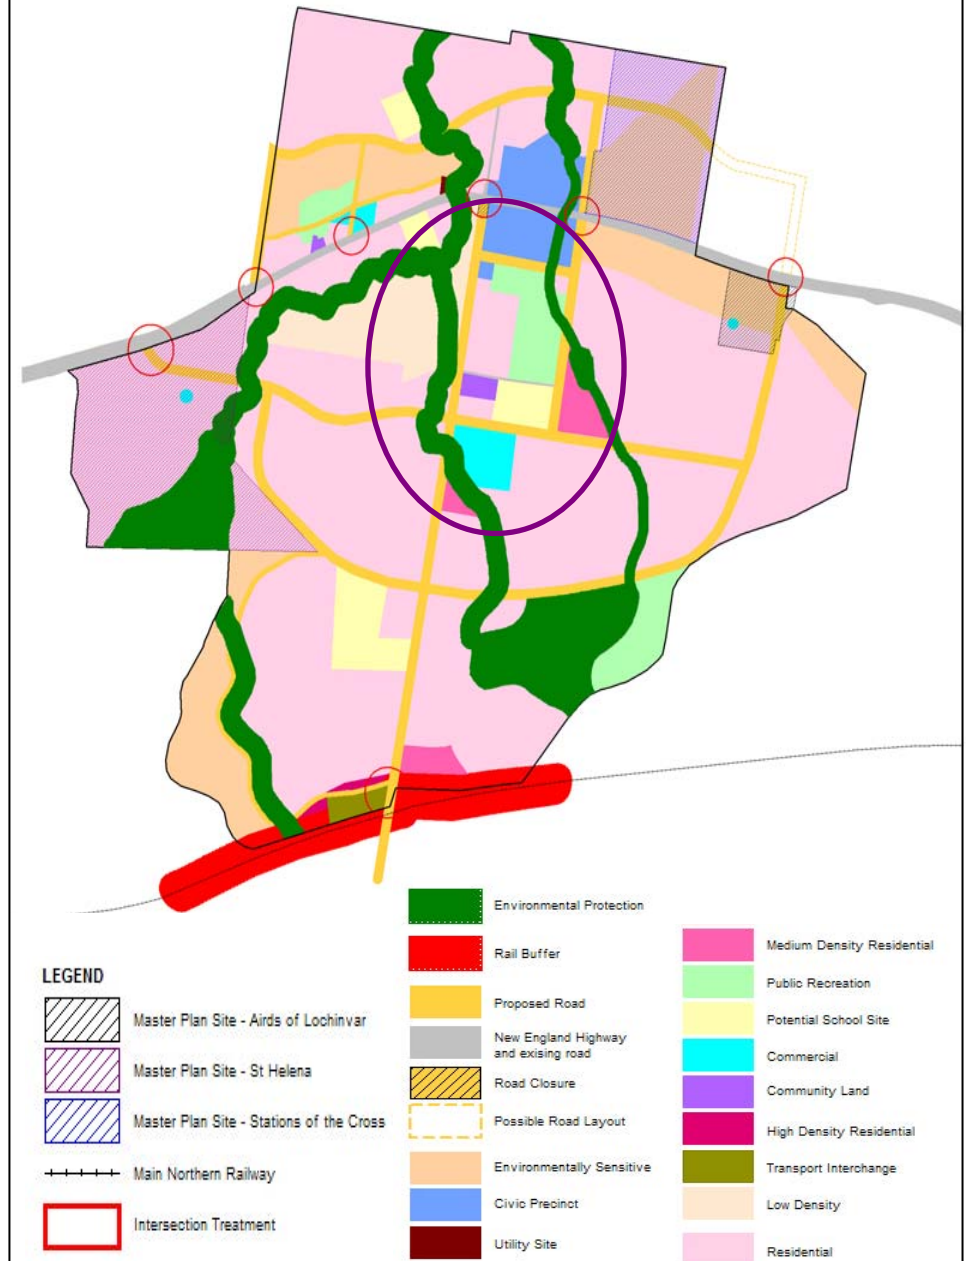 LEGEND
Master Plan Site - Airds of Lochinvar
Master Plan Site - St Helena
Master Plan Site - Stations of the Cross
Main Northern Railway
Intersection Treatment
Environmental Protection
Rail Buffer
Proposed Road
New England Highway
and exising road
Road Closure
Possible Road Layout
Environmentally Sensitive
Civic Precinct
Utility Site
Medium Density Residential
Public Recreation
Potential School Site
Commercial
Community Land
High Density Residential
Transport Interchange
Low Density
Residential